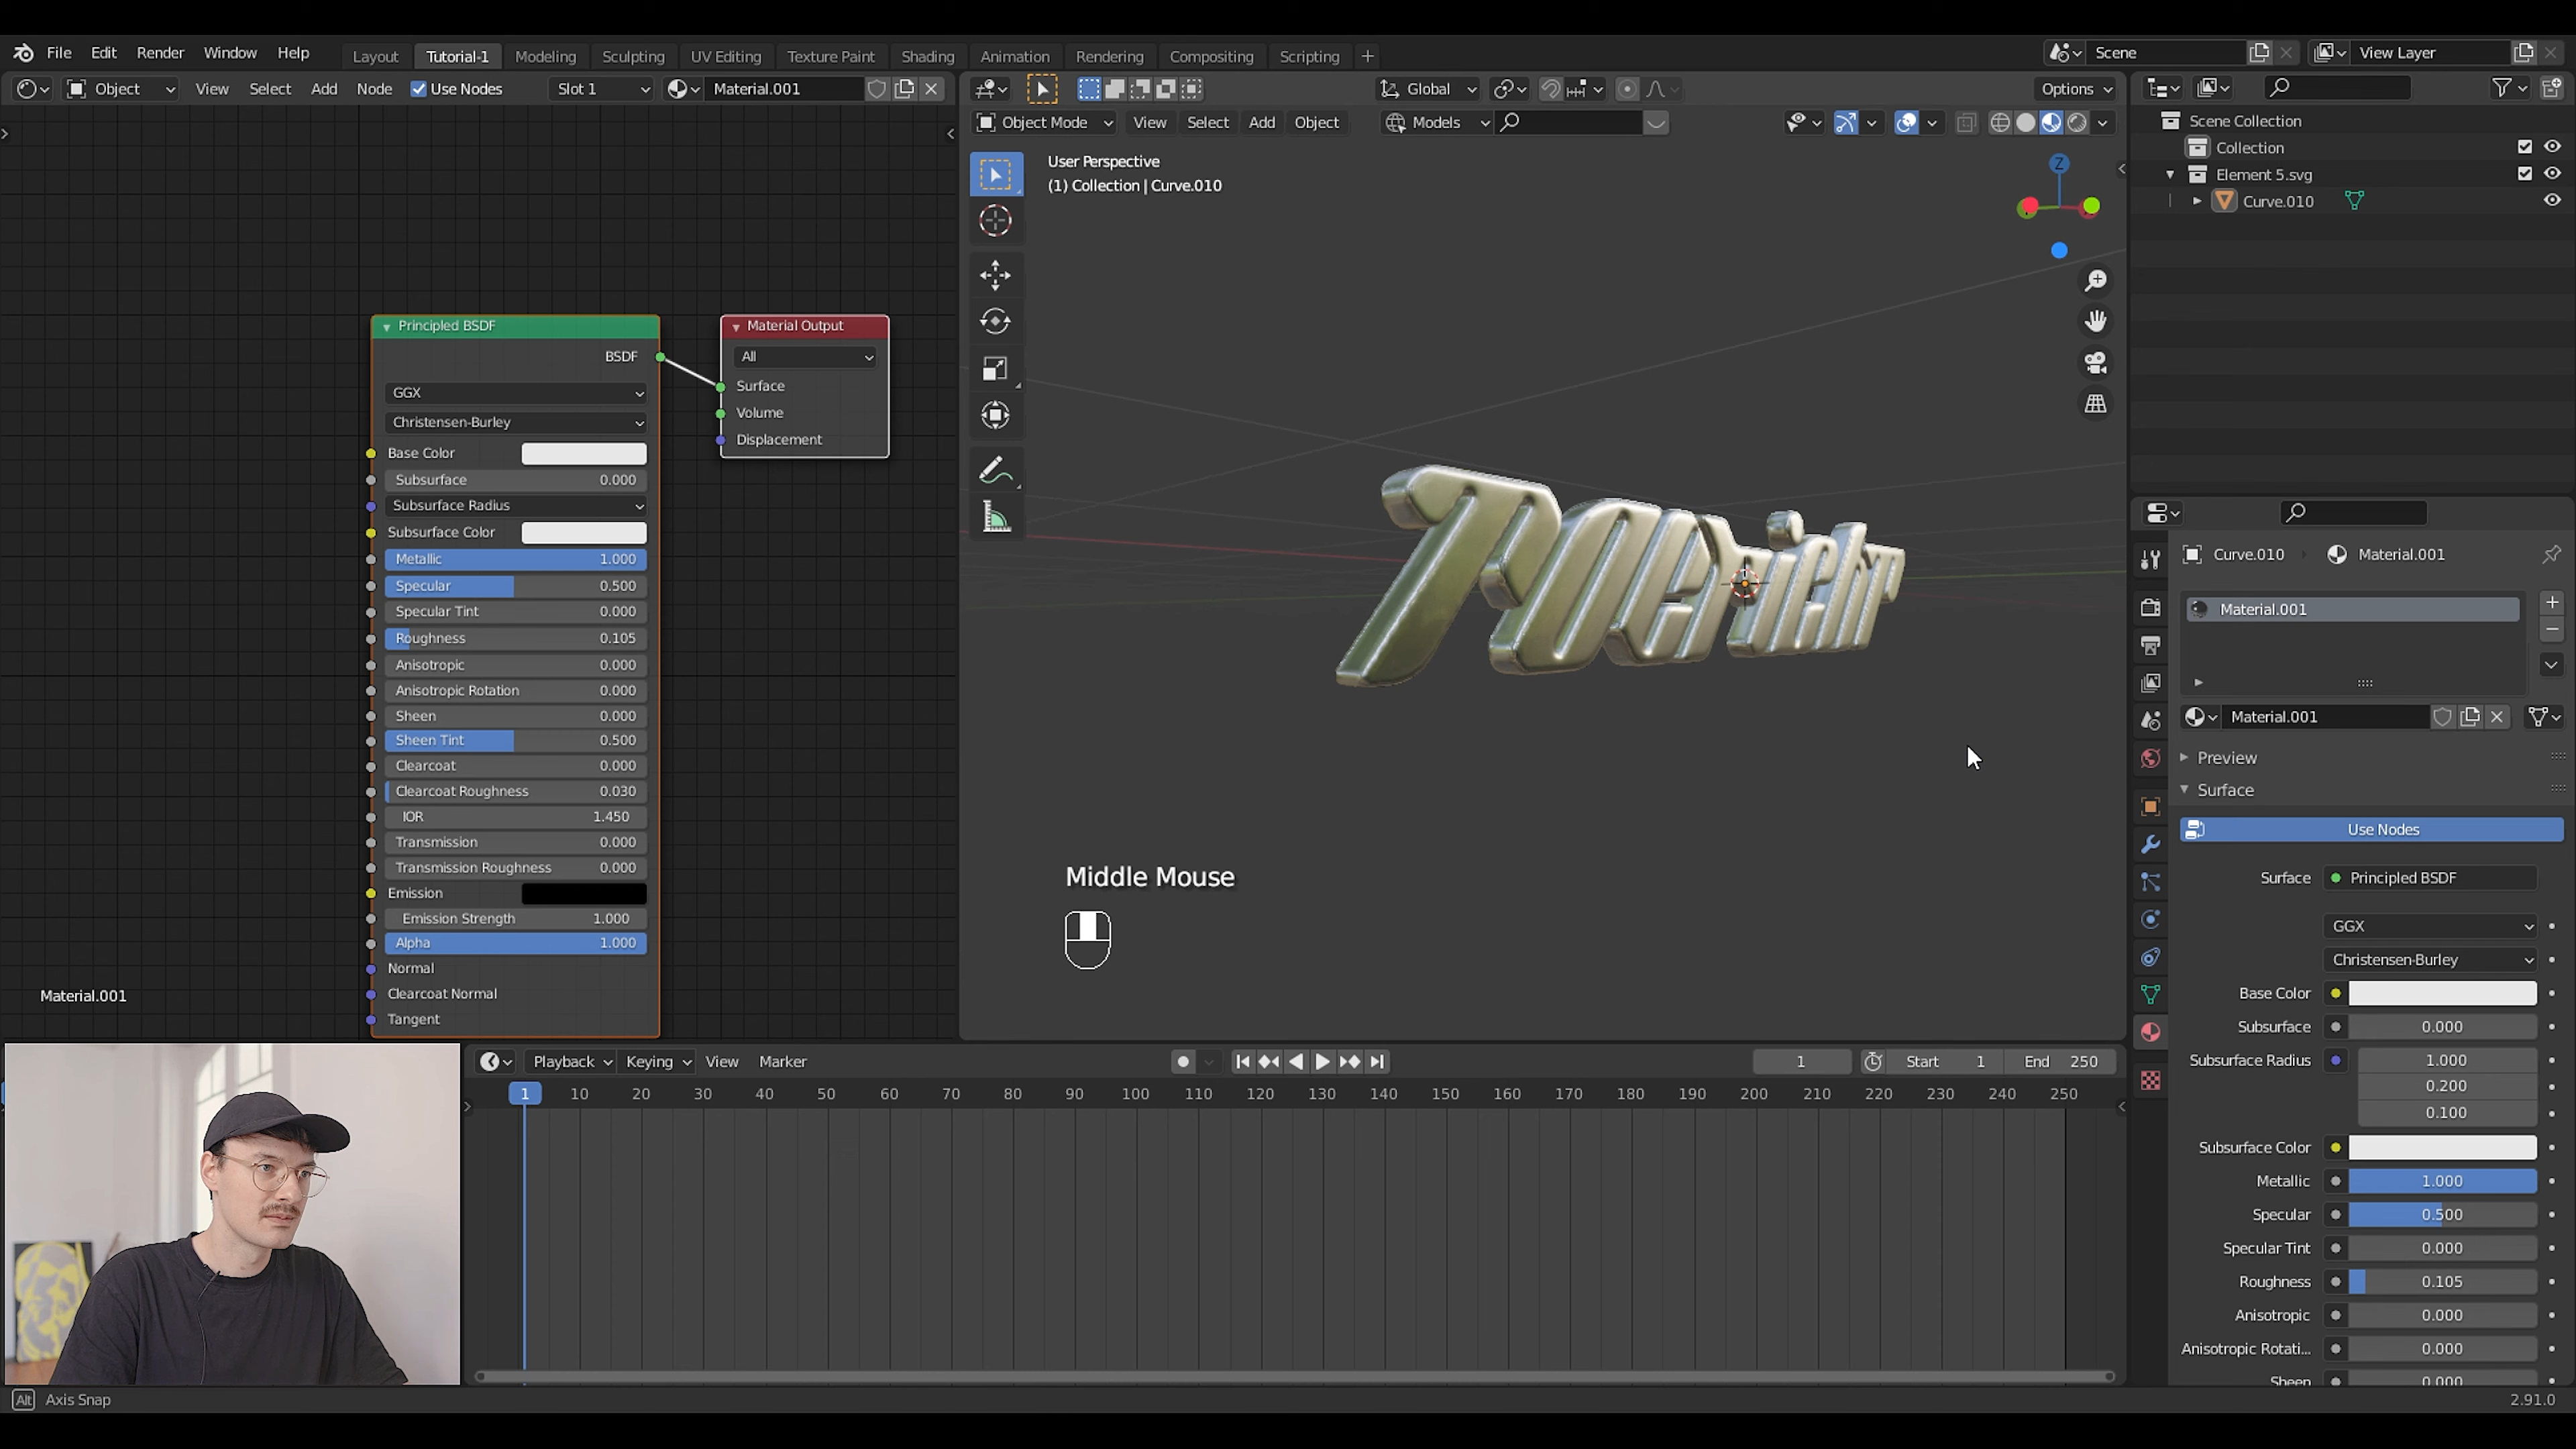 File Edit Render Window Help Layout Tutorial-1 Modeling Sculpting UV Editing Texture Paint Shading Animation Rendering Compositing Scripting + Scene View Layer
Object View Select Add Node Use Nodes Slot 1 Material.001 Global Options
Object Mode View Select Add Object Models
User Perspective
(1) Collection | Curve.010
Z
Scene Collection
Collection
Element 5.svg
Curve.010
Principled BSDF
BSDF
GGX
Christensen-Burley
Base Color
Subsurface 0.000
Subsurface Radius
Subsurface Color
Metallic 1.000
Specular 0.500
Specular Tint 0.000
Roughness 0.105
Anisotropic 0.000
Anisotropic Rotation 0.000
Sheen 0.000
Sheen Tint 0.500
Clearcoat 0.000
Clearcoat Roughness 0.030
IOR 1.450
Transmission 0.000
Transmission Roughness 0.000
Emission
Emission Strength 1.000
Alpha 1.000
Normal
Clearcoat Normal
Tangent
Material Output
All
Surface
Volume
Displacement
Material.001
Middle Mouse
Curve.010 Material.001
Material.001
Material.001
Preview
Surface
Use Nodes
Surface Principled BSDF
GGX
Christensen-Burley
Base Color
Subsurface 0.000
Subsurface Radius 1.000
0.200
0.100
Subsurface Color
Metallic 1.000
Specular 0.500
Specular Tint 0.000
Roughness 0.105
Anisotropic 0.000
Anisotropic Rotati... 0.000
Sheen 0.000
Playback Keying View Marker 1 Start 1 End 250
1 10 20 30 40 50 60 70 80 90 100 110 120 130 140 150 160 170 180 190 200 210 220 230 240 250
Alt Axis Snap
2.91.0